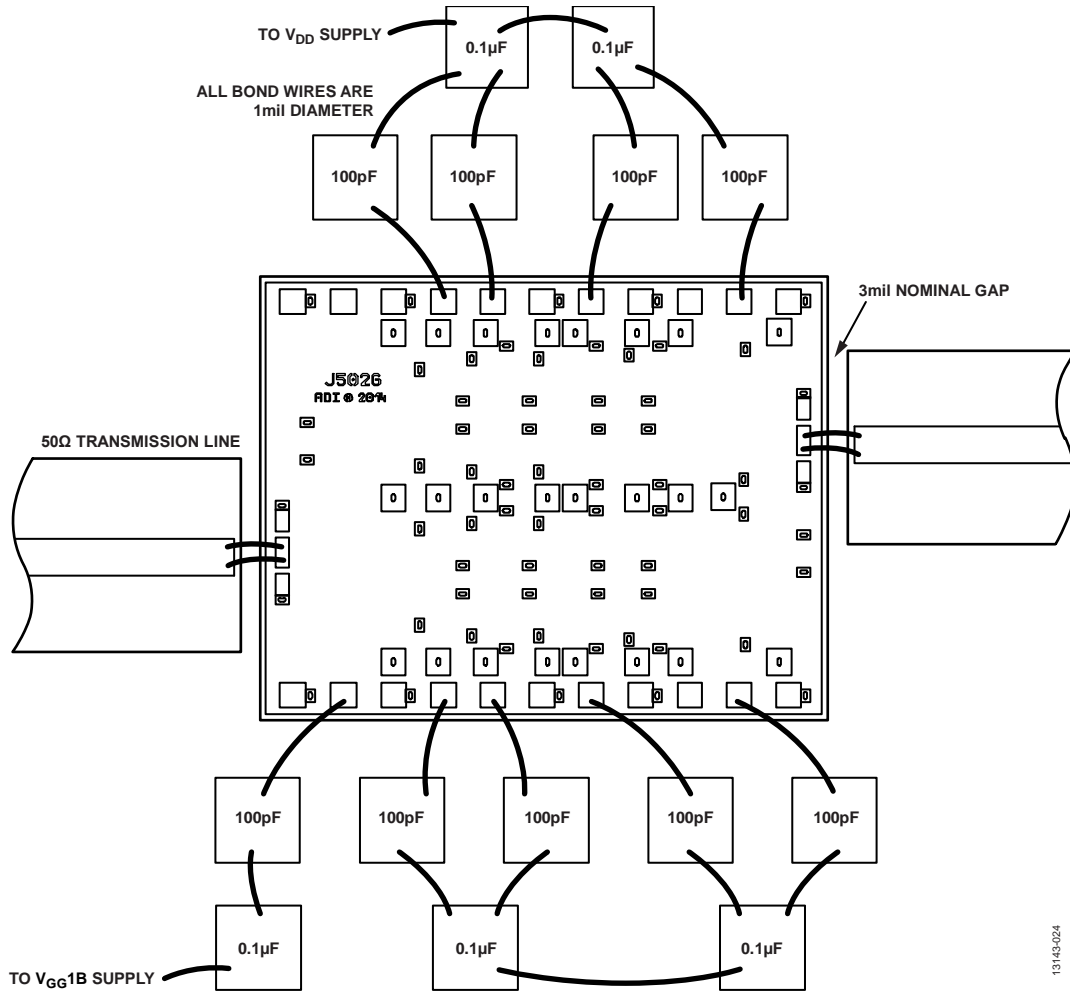 TO VDD SUPPLY
0.1µF
0.1µF
ALL BOND WIRES ARE
1mil DIAMETER
100pF
100pF
100pF
100pF
3mil NOMINAL GAP
J5026
ADI © 2014
50Ω TRANSMISSION LINE
100pF
100pF
100pF
100pF
100pF
0.1µF
0.1µF
0.1µF
TO VGG1B SUPPLY
13143-024